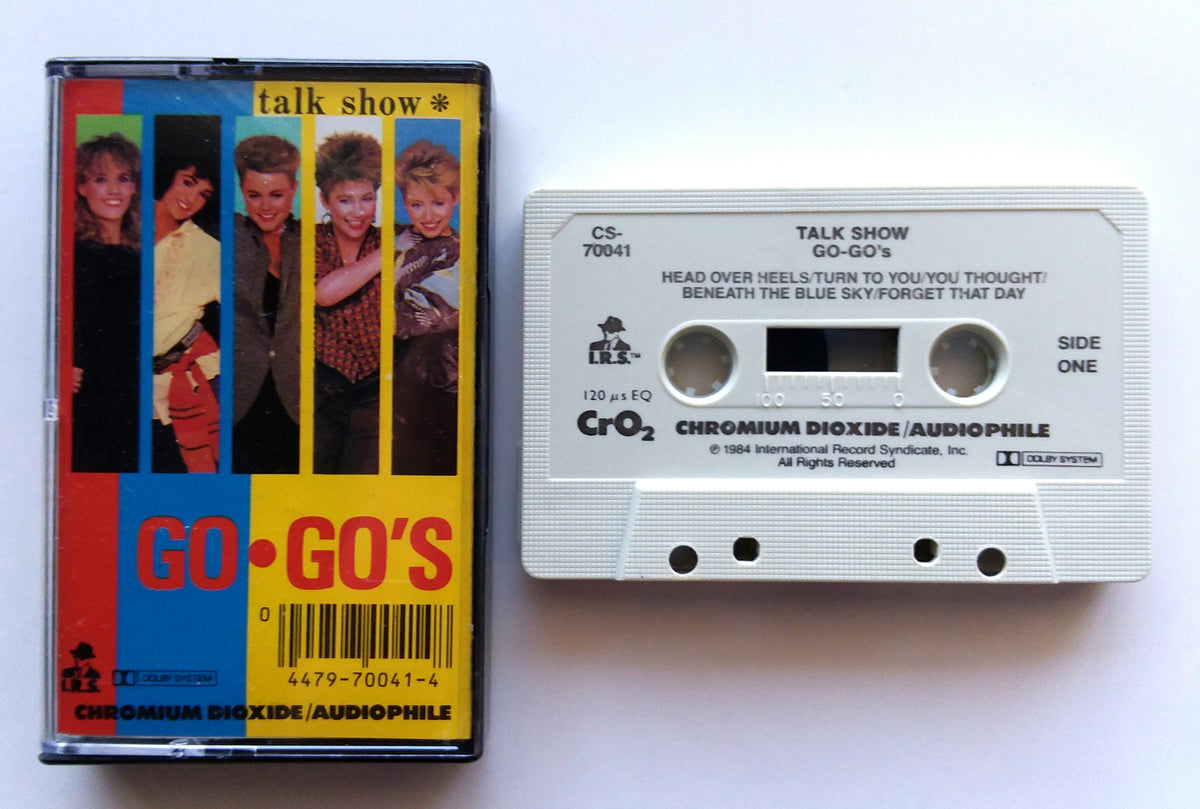 talk show*
GO•GO'S
0
4479-70041-4
I.R.S.
DOLBY SYSTEM
CHROMIUM DIOXIDE/AUDIOPHILE
CS-
70041
TALK SHOW
GO-GO's
HEAD OVER HEELS/TURN TO YOU/YOU THOUGHT/
BENEATH THE BLUE SKY/FORGET THAT DAY
I.R.S.™
SIDE
ONE
100 50 0
120 μs EQ
CrO2
CHROMIUM DIOXIDE/AUDIOPHILE
℗ 1984 International Record Syndicate, Inc.
All Rights Reserved
DOLBY SYSTEM